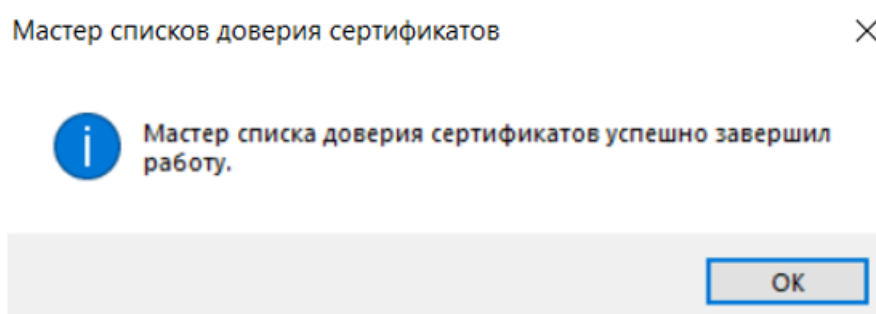 Мастер списков доверия сертификатов
Мастер списка доверия сертификатов успешно завершил
работу.
OK